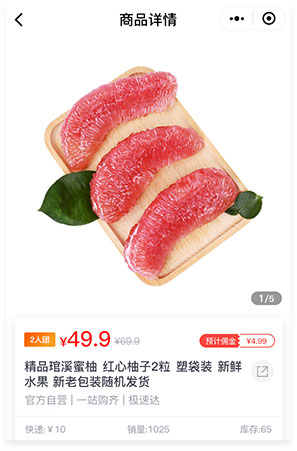 商品详情
1/5
2人团 ¥49.9 ¥69.9 预计佣金 ¥4.99
精品琯溪蜜柚 红心柚子2粒 塑袋装 新鲜
水果 新老包装随机发货
官方自营 | 一站购齐 | 极速达
快递: ¥10 销量:1025 库存:65